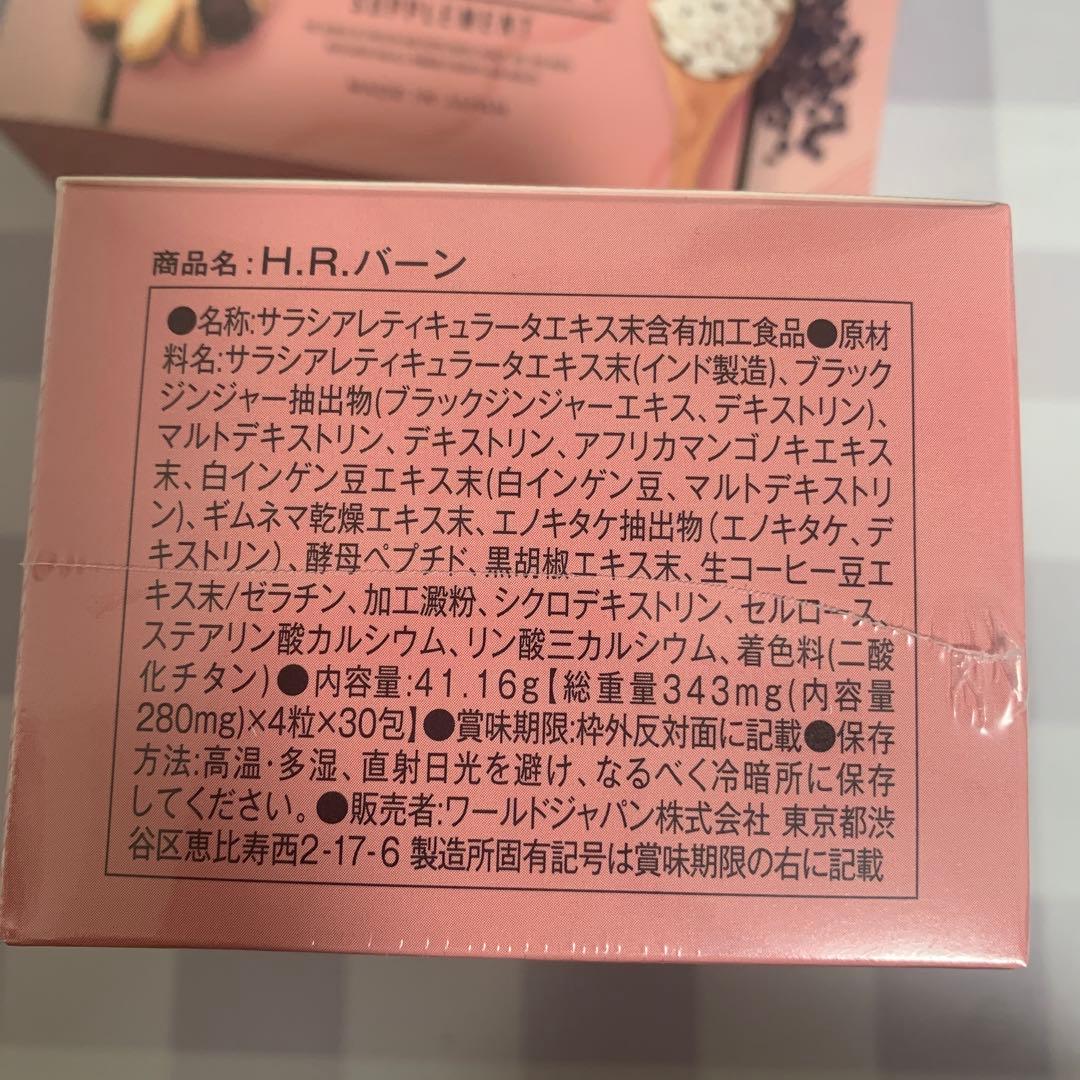 SUPPLEMENT
MADE IN JAPAN
商品名:H.R.バーン
●名称:サラシアレティキュラータエキス末含有加工食品●原材
料名:サラシアレティキュラータエキス末(インド製造)、ブラック
ジンジャー抽出物(ブラックジンジャーエキス、デキストリン)、
マルトデキストリン、デキストリン、アフリカマンゴノキエキス
末、白インゲン豆エキス末(白インゲン豆、マルトデキストリ
ン)、ギムネマ乾燥エキス末、エノキタケ抽出物(エノキタケ、デ
キストリン)、酵母ペプチド、黒胡椒エキス末、生コーヒー豆エ
キス末/ゼラチン、加工澱粉、シクロデキストリン、セルロース、
ステアリン酸カルシウム、リン酸三カルシウム、着色料(二酸
化チタン)●内容量:41.16g【総重量343mg(内容量
280mg)×4粒×30包】●賞味期限:枠外反対面に記載●保存
方法:高温・多湿、直射日光を避け、なるべく冷暗所に保存
してください。●販売者:ワールドジャパン株式会社 東京都渋
谷区恵比寿西2-17-6 製造所固有記号は賞味期限の右に記載